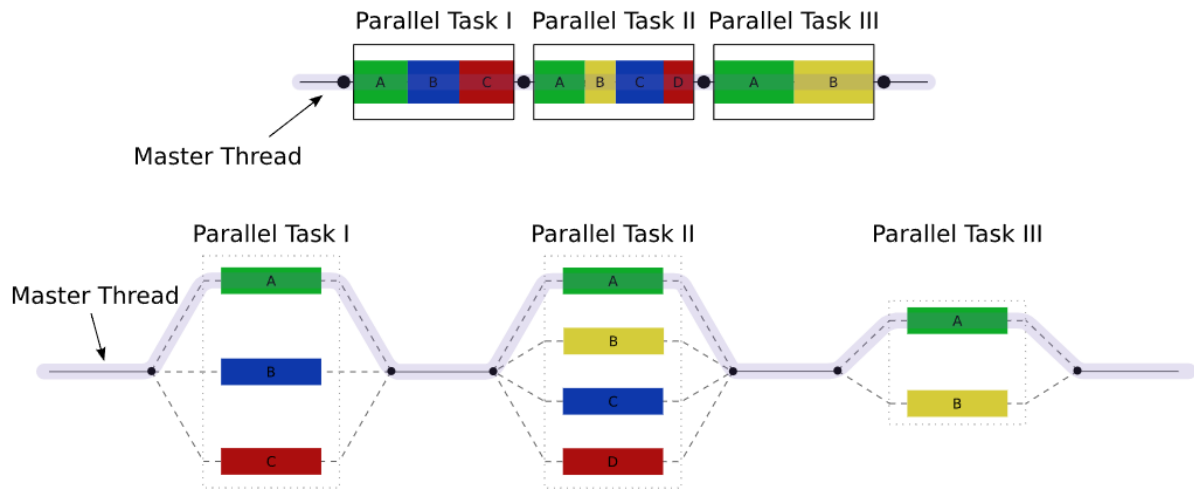 Parallel Task I
Parallel Task II
Parallel Task III
A B C
A B C D
A B
Master Thread
Parallel Task I
Parallel Task II
Parallel Task III
A
A
Master Thread
A
B
B
C
B
C
D